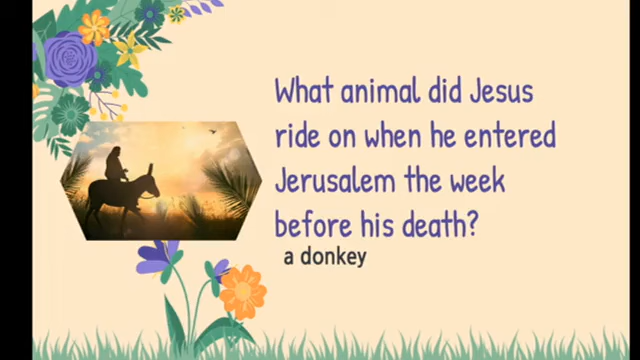 What animal did Jesus
ride on when he entered
Jerusalem the week
before his death?
a donkey